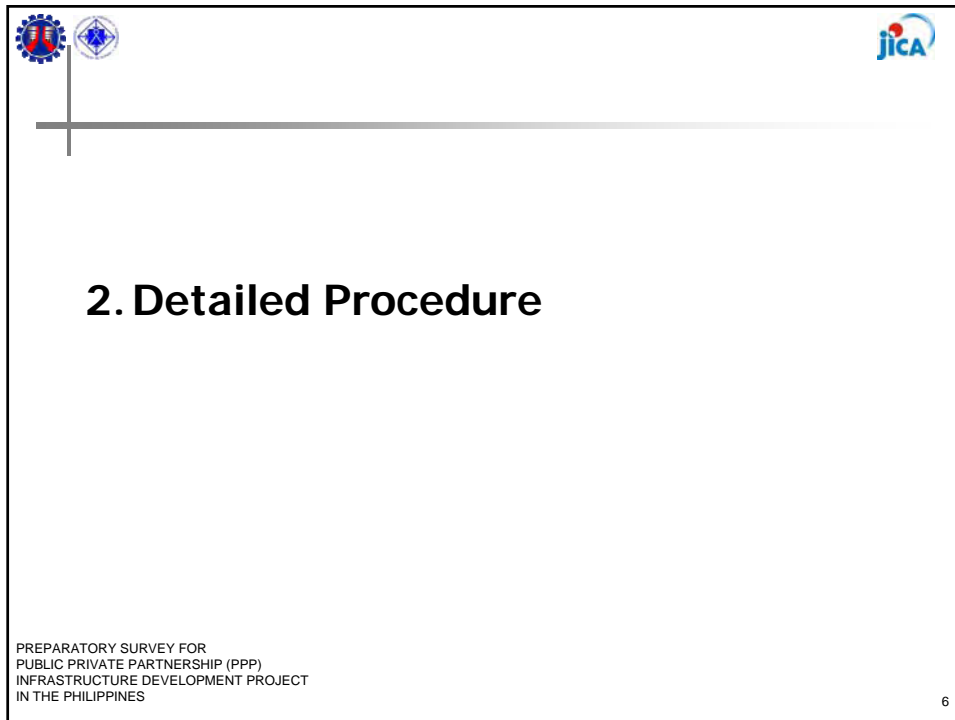 jICA
2. Detailed Procedure
PREPARATORY SURVEY FOR
PUBLIC PRIVATE PARTNERSHIP (PPP)
INFRASTRUCTURE DEVELOPMENT PROJECT
IN THE PHILIPPINES
6